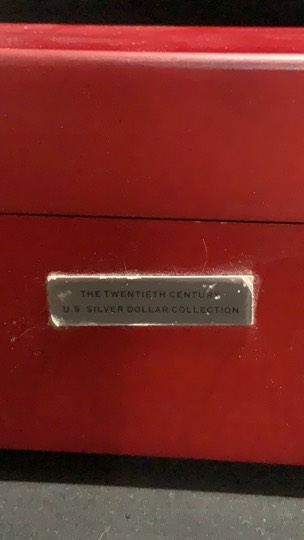 THE TWENTIETH CENTURY
U.S. SILVER DOLLAR COLLECTION